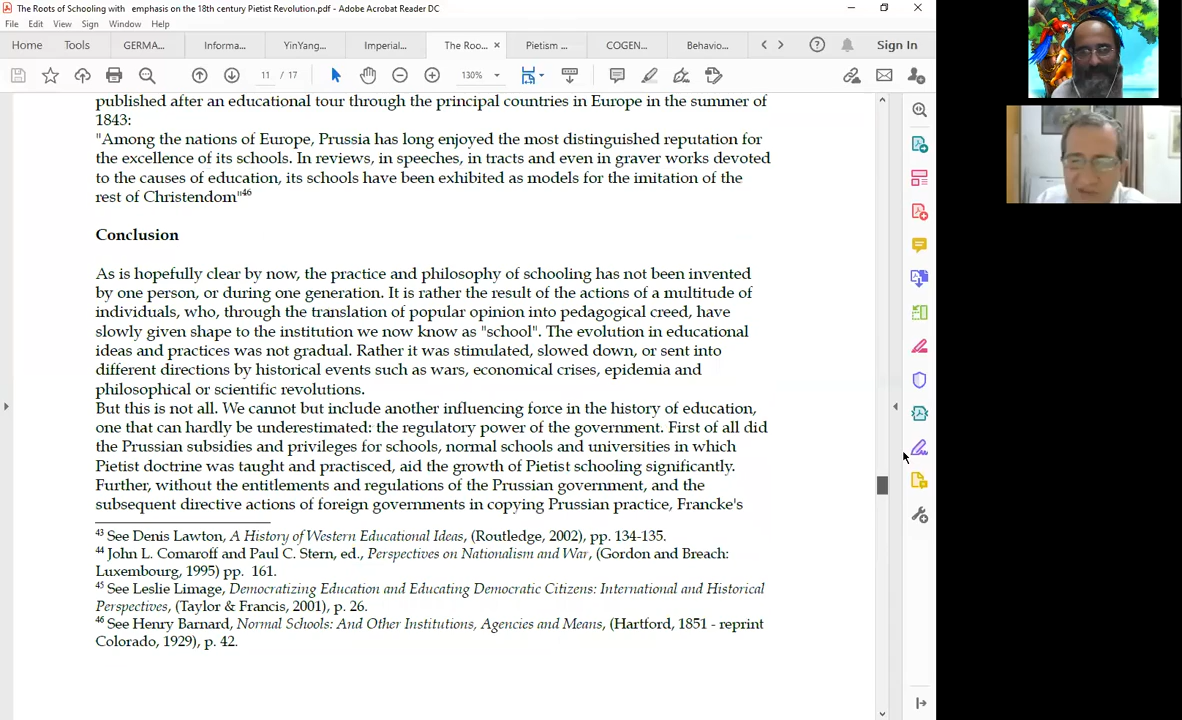 The Roots of Schooling with emphasis on the 18th century Pietist Revolution.pdf - Adobe Acrobat Reader DC
File Edit View Sign Window Help
Home Tools GERMA... Informa... YinYang... Imperial... The Roo... × Pietism ... COGEN... Behavio... Sign In
11 / 17 130%
published after an educational tour through the principal countries in Europe in the summer of
1843:
"Among the nations of Europe, Prussia has long enjoyed the most distinguished reputation for
the excellence of its schools. In reviews, in speeches, in tracts and even in graver works devoted
to the causes of education, its schools have been exhibited as models for the imitation of the
rest of Christendom"46
Conclusion
As is hopefully clear by now, the practice and philosophy of schooling has not been invented
by one person, or during one generation. It is rather the result of the actions of a multitude of
individuals, who, through the translation of popular opinion into pedagogical creed, have
slowly given shape to the institution we now know as "school". The evolution in educational
ideas and practices was not gradual. Rather it was stimulated, slowed down, or sent into
different directions by historical events such as wars, economical crises, epidemia and
philosophical or scientific revolutions.
But this is not all. We cannot but include another influencing force in the history of education,
one that can hardly be underestimated: the regulatory power of the government. First of all did
the Prussian subsidies and privileges for schools, normal schools and universities in which
Pietist doctrine was taught and practisced, aid the growth of Pietist schooling significantly.
Further, without the entitlements and regulations of the Prussian government, and the
subsequent directive actions of foreign governments in copying Prussian practice, Francke's
43 See Denis Lawton, A History of Western Educational Ideas, (Routledge, 2002), pp. 134-135.
44 John L. Comaroff and Paul C. Stern, ed., Perspectives on Nationalism and War, (Gordon and Breach:
Luxembourg, 1995) pp. 161.
45 See Leslie Limage, Democratizing Education and Educating Democratic Citizens: International and Historical
Perspectives, (Taylor & Francis, 2001), p. 26.
46 See Henry Barnard, Normal Schools: And Other Institutions, Agencies and Means, (Hartford, 1851 - reprint
Colorado, 1929), p. 42.